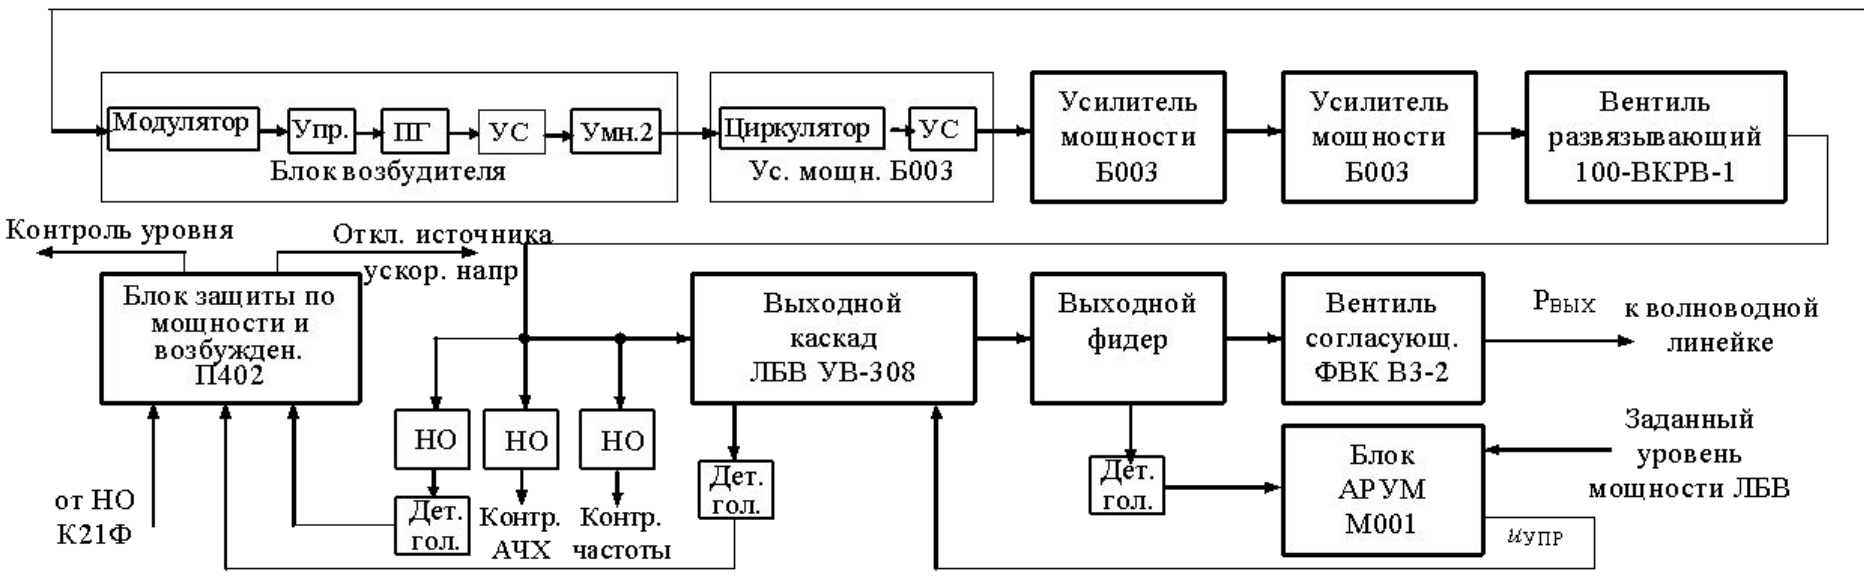 Модулятор
Упр.
ПГ
УС
Умн.2
Блок возбудителя
Циркулятор
УС
Ус. мощн. Б003
Усилитель
мощности
Б003
Усилитель
мощности
Б003
Вентиль
развязывающий
100-ВКРВ-1
Контроль уровня
Откл. источника
ускор. напр
Блок защиты по
мощности и
возбужден.
П402
Выходной
каскад
ЛБВ УВ-308
Выходной
фидер
Вентиль
согласующ.
ФВК В3-2
РВЫХ
к волноводной
линейке
НО
НО
НО
от НО
К21Ф
Дет.
гол.
Контр.
АЧХ
Контр.
частоты
Дет.
гол.
Дет.
гол.
Блок
АРУМ
М001
Заданный
уровень
мощности ЛБВ
uУПР